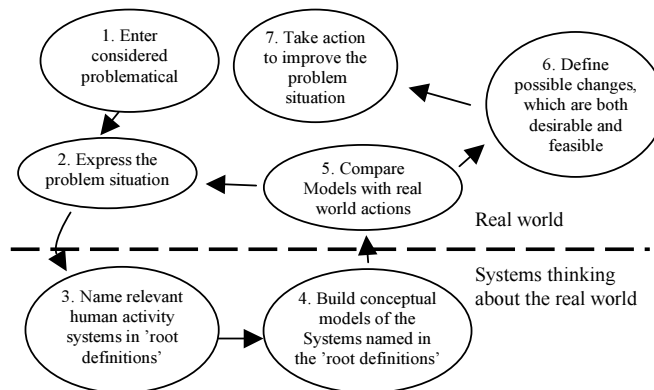 1. Enter
considered
problematical
7. Take action
to improve the
problem
situation
6. Define
possible changes,
which are both
desirable and
feasible
2. Express the
problem situation
5. Compare
Models with real
world actions
Real world
Systems thinking
about the real world
3. Name relevant
human activity
systems in ’root
definitions’
4. Build conceptual
models of the
Systems named in
the ’root definitions’